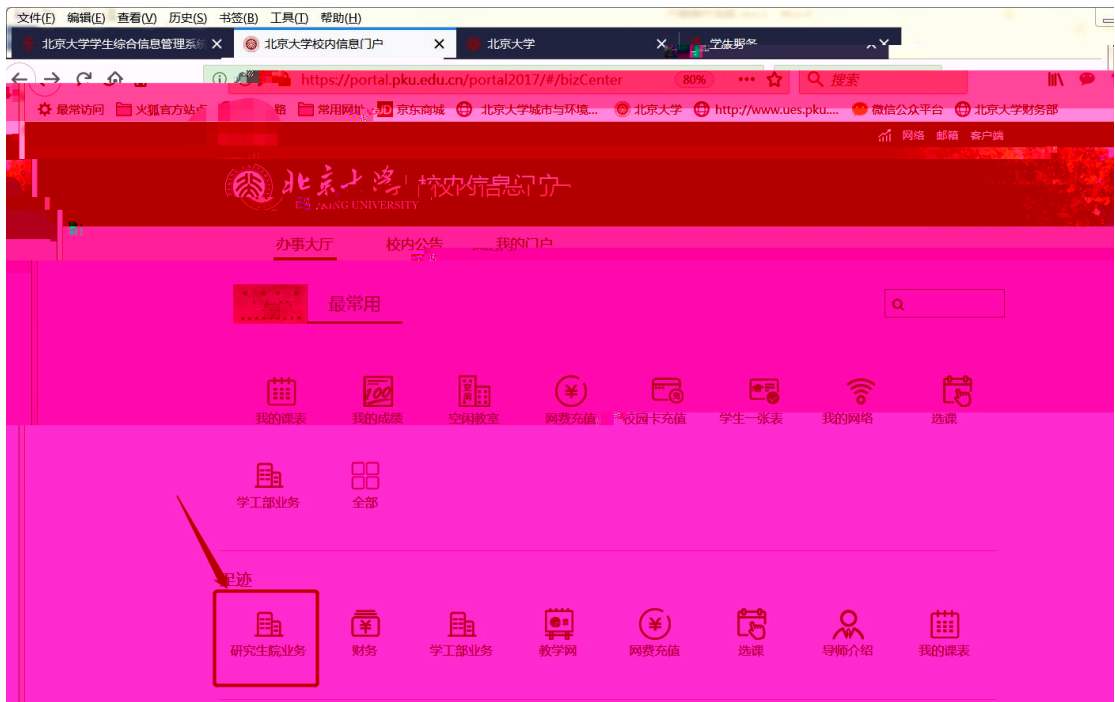 文件(F) 编辑(E) 查看(V) 历史(S) 书签(B) 工具(T) 帮助(H)
北京大学学生综合信息管理系统 北京大学校内信息门户 北京大学
https://portal.pku.edu.cn/portal2017/#/bizCenter 80% 搜索
最常访问 火狐官方站点 常用网址 京东商城 北京大学城市与环境... 北京大学 http://www.ues.pku.... 微信公众平台 北京大学财务部
网络 邮箱 客户端
北京大学 校内信息门户
办事大厅 校内公告 我的门户
最常用
我的课表 我的成绩 空闲教室 网费充值 校园卡充值 学生一张表 我的网络 选课
学工部业务 全部
足迹
研究生院业务 财务 学工部业务 教学网 网费充值 选课 导师介绍 我的课表